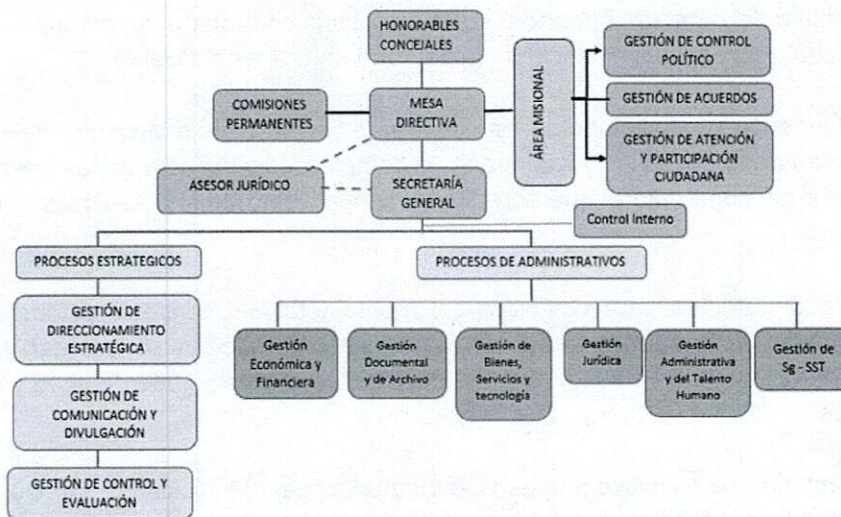 HONORABLES
CONCEJALES
COMISIONES
PERMANENTES
MESA
DIRECTIVA
ÁREA MISIONAL
GESTIÓN DE CONTROL
POLÍTICO
GESTIÓN DE ACUERDOS
GESTIÓN DE ATENCIÓN
Y PARTICIPACIÓN
CIUDADANA
ASESOR JURÍDICO
SECRETARÍA
GENERAL
Control Interno
PROCESOS ESTRATEGICOS
PROCESOS DE ADMINISTRATIVOS
GESTIÓN DE
DIRECCIONAMIENTO
ESTRATÉGICA
GESTIÓN DE
COMUNICACIÓN Y
DIVULGACIÓN
GESTIÓN DE CONTROL Y
EVALUACIÓN
Gestión
Económica y
Financiera
Gestión
Documental
y de Archivo
Gestión de
Bienes,
Servicios y
tecnología
Gestión
Jurídica
Gestión
Administrativa
y del Talento
Humano
Gestión de
Sg - SST